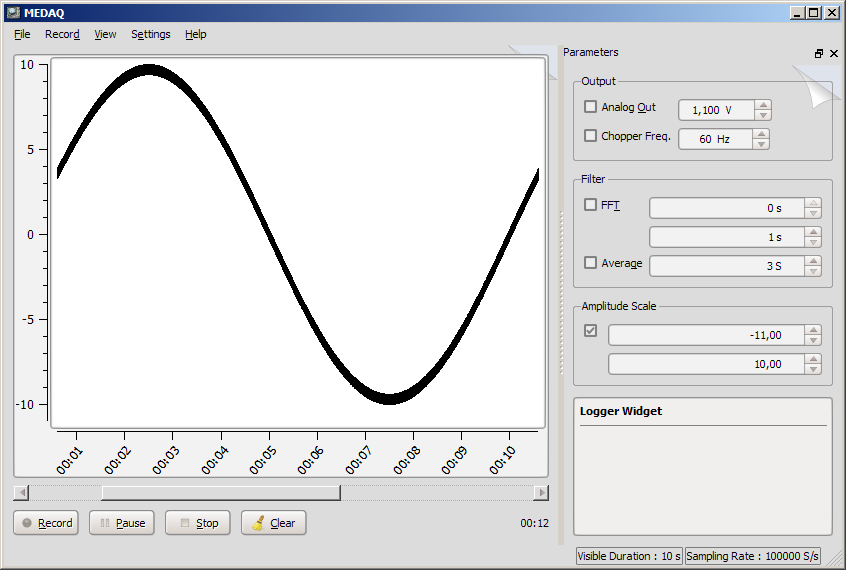 MEDAQ
File Record View Settings Help
Parameters
10
5
0
-5
-10
00:01 00:02 00:03 00:04 00:05 00:06 00:07 00:08 00:09 00:10
Record Pause Stop Clear 00:12
Output
Analog Out 1,100 V
Chopper Freq. 60 Hz
Filter
FFT 0 s
1 s
Average 3 S
Amplitude Scale
-11,00
10,00
Logger Widget
Visible Duration : 10 s Sampling Rate : 100000 S/s